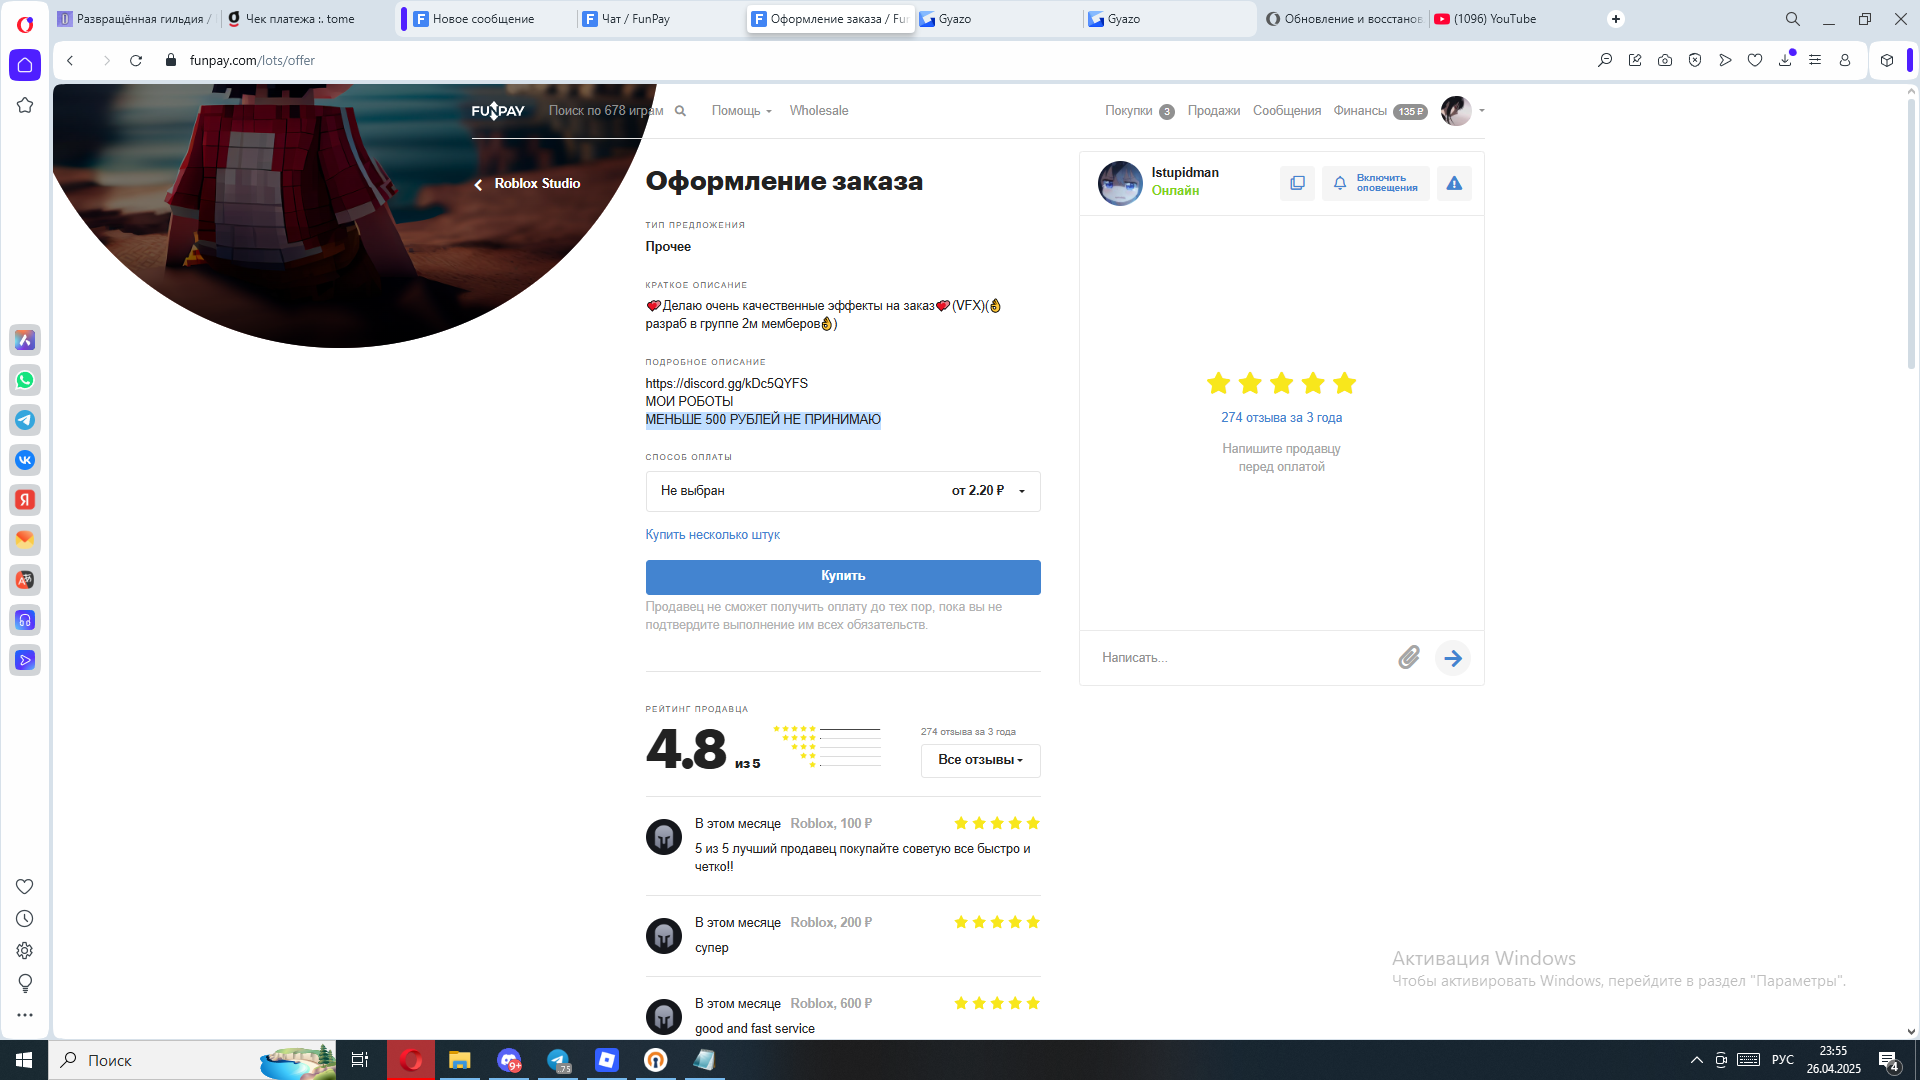 Развращённая гильдия /
Чек платежа :. tome
Новое сообщение
Чат / FunPay
Оформление заказа / Fu
Gyazo
Gyazo
Обновление и восстанов
(1096) YouTube
funpay.com/lots/offer
FUNPAY
Поиск по 678 играм
Помощь
Wholesale
Покупки 3
Продажи
Сообщения
Финансы 135 ₽
Roblox Studio
Оформление заказа
ТИП ПРЕДЛОЖЕНИЯ
Прочее
КРАТКОЕ ОПИСАНИЕ
💘Делаю очень качественные эффекты на заказ💘(VFX)(👌
разраб в группе 2м мемберов👌)
ПОДРОБНОЕ ОПИСАНИЕ
https://discord.gg/kDc5QYFS
МОИ РОБОТЫ
МЕНЬШЕ 500 РУБЛЕЙ НЕ ПРИНИМАЮ
СПОСОБ ОПЛАТЫ
Не выбран
от 2.20 ₽
Купить несколько штук
Купить
Продавец не сможет получить оплату до тех пор, пока вы не
подтвердите выполнение им всех обязательств.
РЕЙТИНГ ПРОДАВЦА
4.8 из 5
274 отзыва за 3 года
Все отзывы
В этом месяце Roblox, 100 ₽
5 из 5 лучший продавец покупайте советую все быстро и
четко!!
В этом месяце Roblox, 200 ₽
супер
В этом месяце Roblox, 600 ₽
good and fast service
Istupidman
Онлайн
Включить
оповещения
274 отзыва за 3 года
Напишите продавцу
перед оплатой
Написать...
Активация Windows
Чтобы активировать Windows, перейдите в раздел "Параметры".
Поиск
9+
75
РУС
23:55
26.04.2025
4